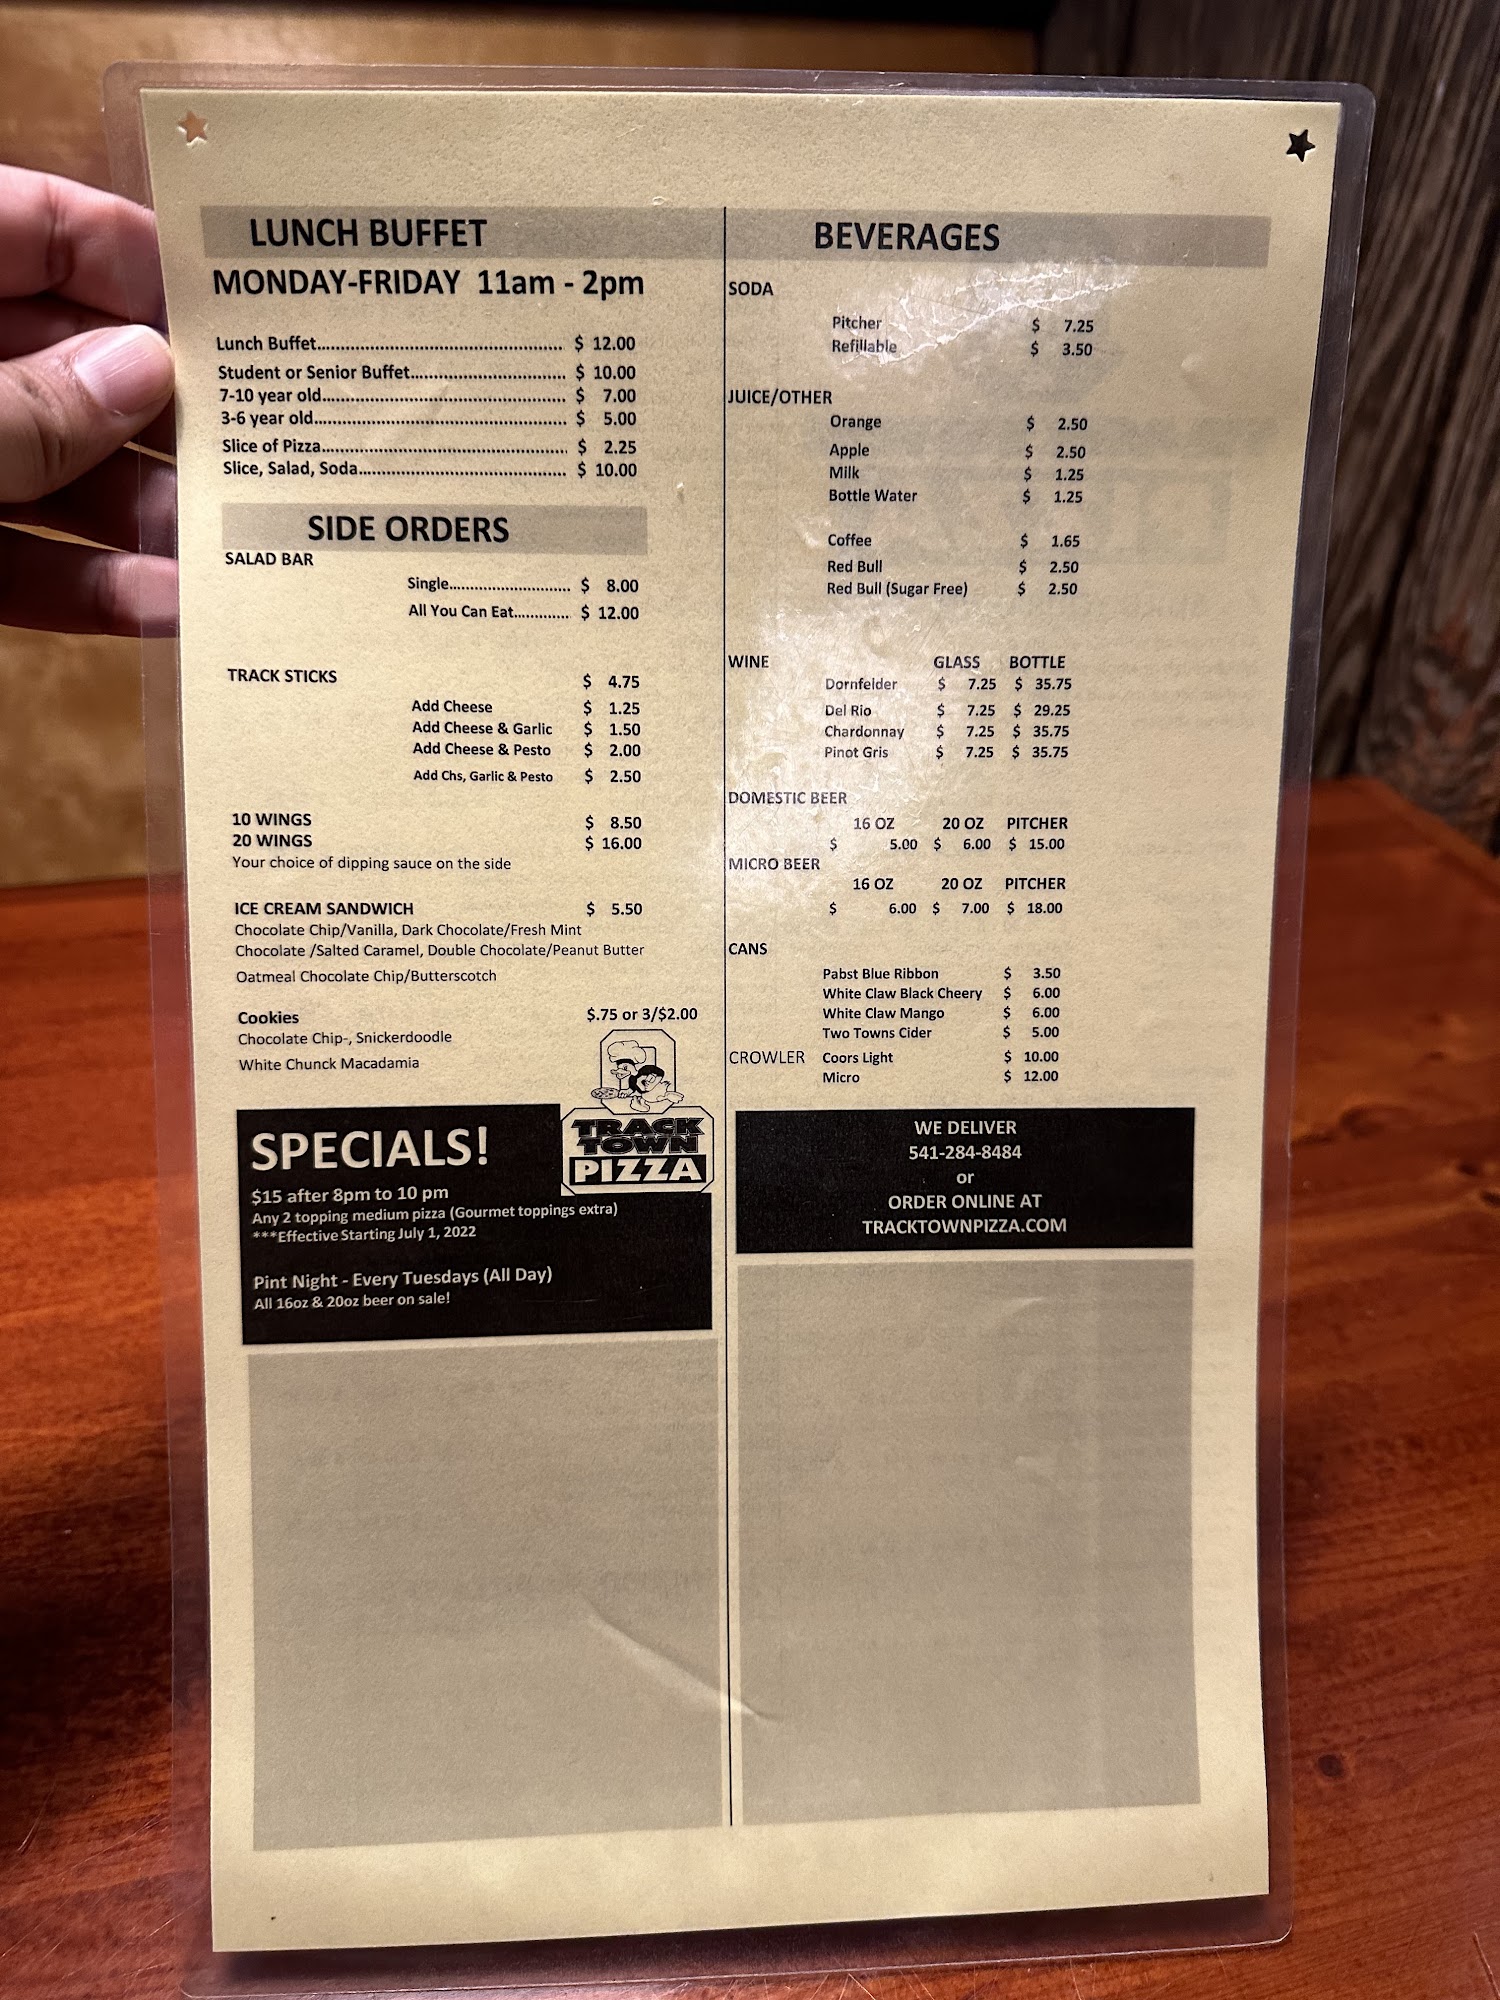 LUNCH BUFFET
MONDAY-FRIDAY 11am - 2pm
Lunch Buffet.................................................... $ 12.00
Student or Senior Buffet................................. $ 10.00
7-10 year old.................................................... $ 7.00
3-6 year old...................................................... $ 5.00
Slice of Pizza.................................................... $ 2.25
Slice, Salad, Soda............................................ $ 10.00
SIDE ORDERS
SALAD BAR
Single.......................... $ 8.00
All You Can Eat............ $ 12.00
TRACK STICKS $ 4.75
Add Cheese $ 1.25
Add Cheese & Garlic $ 1.50
Add Cheese & Pesto $ 2.00
Add Chs, Garlic & Pesto $ 2.50
10 WINGS $ 8.50
20 WINGS $ 16.00
Your choice of dipping sauce on the side
ICE CREAM SANDWICH $ 5.50
Chocolate Chip/Vanilla, Dark Chocolate/Fresh Mint
Chocolate /Salted Caramel, Double Chocolate/Peanut Butter
Oatmeal Chocolate Chip/Butterscotch
Cookies $.75 or 3/$2.00
Chocolate Chip-, Snickerdoodle
White Chunck Macadamia
TRACK
TOWN
PIZZA
SPECIALS!
$15 after 8pm to 10 pm
Any 2 topping medium pizza (Gourmet toppings extra)
***Effective Starting July 1, 2022
Pint Night - Every Tuesdays (All Day)
All 16oz & 20oz beer on sale!
BEVERAGES
SODA
Pitcher $ 7.25
Refillable $ 3.50
JUICE/OTHER
Orange $ 2.50
Apple $ 2.50
Milk $ 1.25
Bottle Water $ 1.25
Coffee $ 1.65
Red Bull $ 2.50
Red Bull (Sugar Free) $ 2.50
WINE GLASS BOTTLE
Dornfelder $ 7.25 $ 35.75
Del Rio $ 7.25 $ 29.25
Chardonnay $ 7.25 $ 35.75
Pinot Gris $ 7.25 $ 35.75
DOMESTIC BEER
16 OZ 20 OZ PITCHER
$ 5.00 $ 6.00 $ 15.00
MICRO BEER
16 OZ 20 OZ PITCHER
$ 6.00 $ 7.00 $ 18.00
CANS
Pabst Blue Ribbon $ 3.50
White Claw Black Cheery $ 6.00
White Claw Mango $ 6.00
Two Towns Cider $ 5.00
CROWLER Coors Light $ 10.00
Micro $ 12.00
WE DELIVER
541-284-8484
or
ORDER ONLINE AT
TRACKTOWNPIZZA.COM